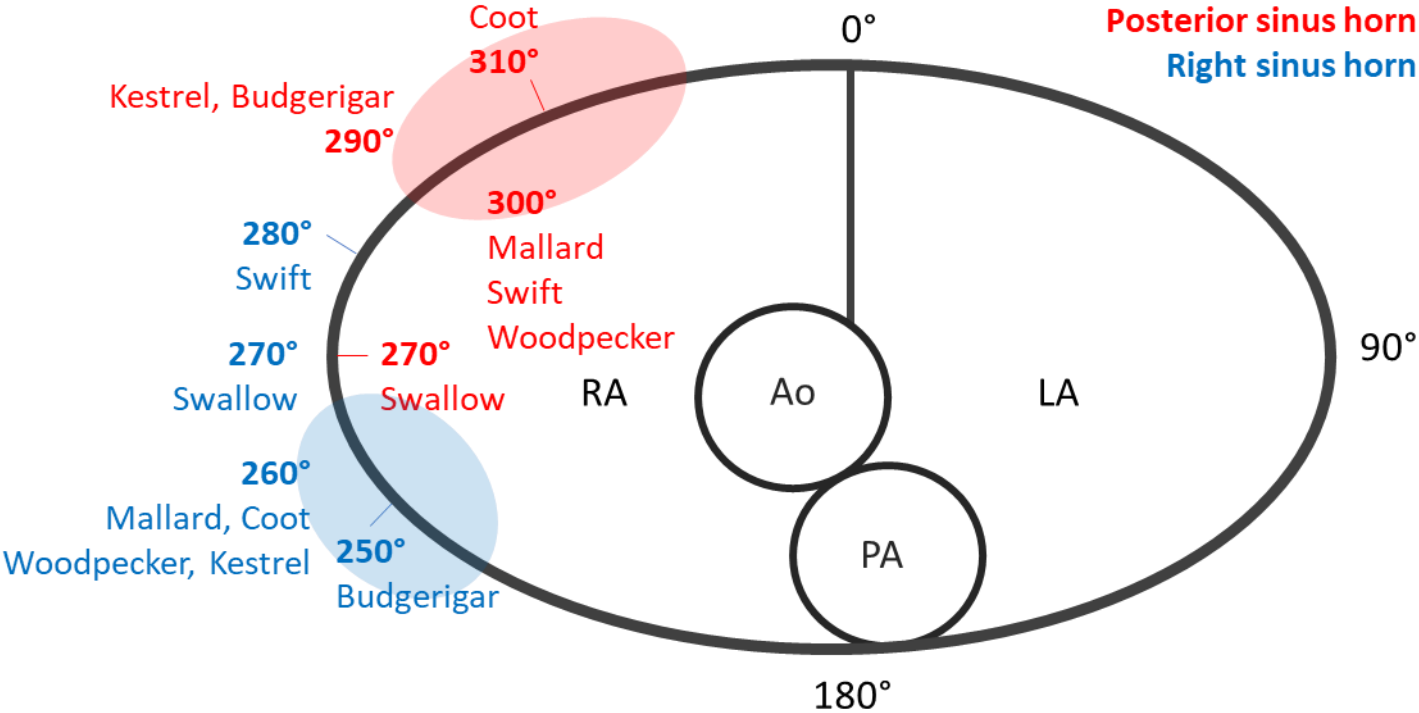 Posterior sinus horn
Right sinus horn
0°
Coot
310°
Kestrel, Budgerigar
290°
300°
Mallard
Swift
Woodpecker
280°
Swift
270°
Swallow
270°
Swallow
RA
Ao
LA
90°
260°
Mallard, Coot
Woodpecker, Kestrel
250°
Budgerigar
PA
180°